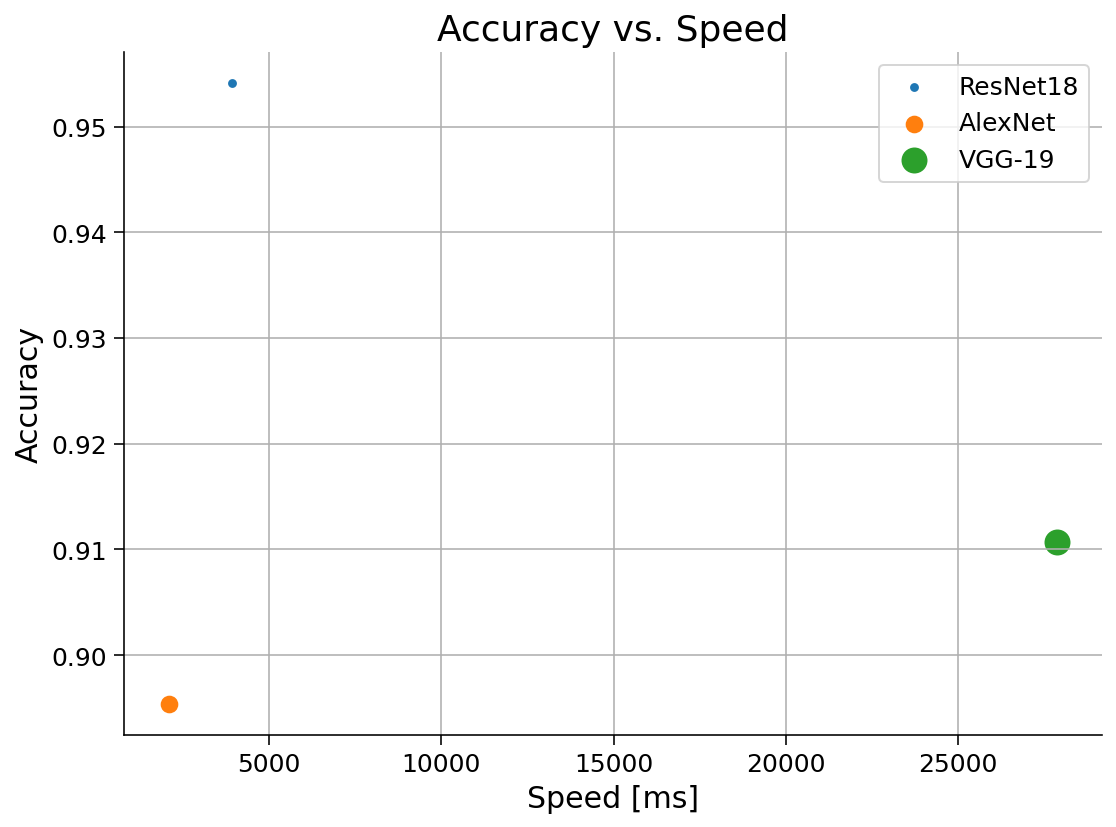 Accuracy vs. Speed
ResNet18
AlexNet
VGG-19
0.95
0.94
0.93
0.92
0.91
0.90
Accuracy
5000 10000 15000 20000 25000
Speed [ms]